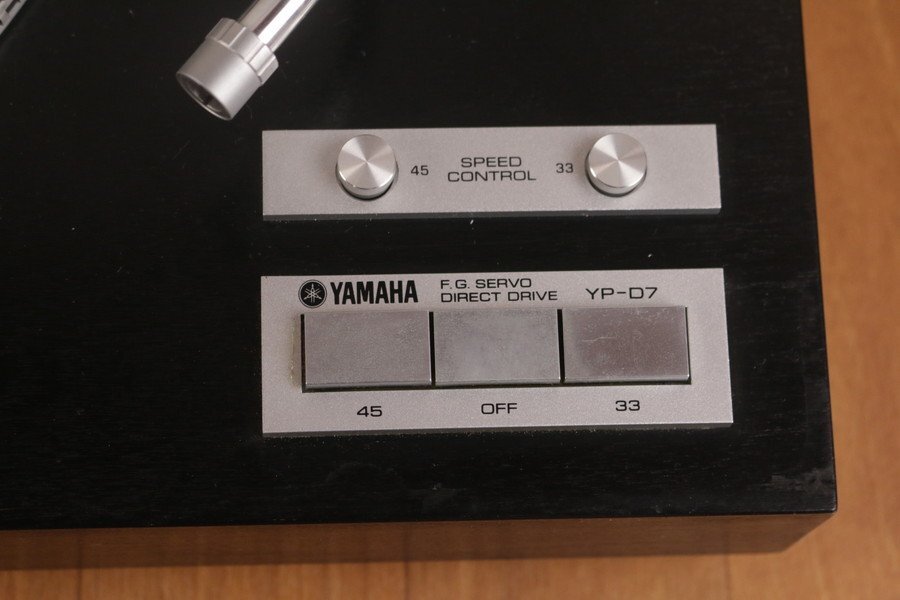 45 SPEED CONTROL 33
YAMAHA F.G. SERVO DIRECT DRIVE YP-D7
45 OFF 33